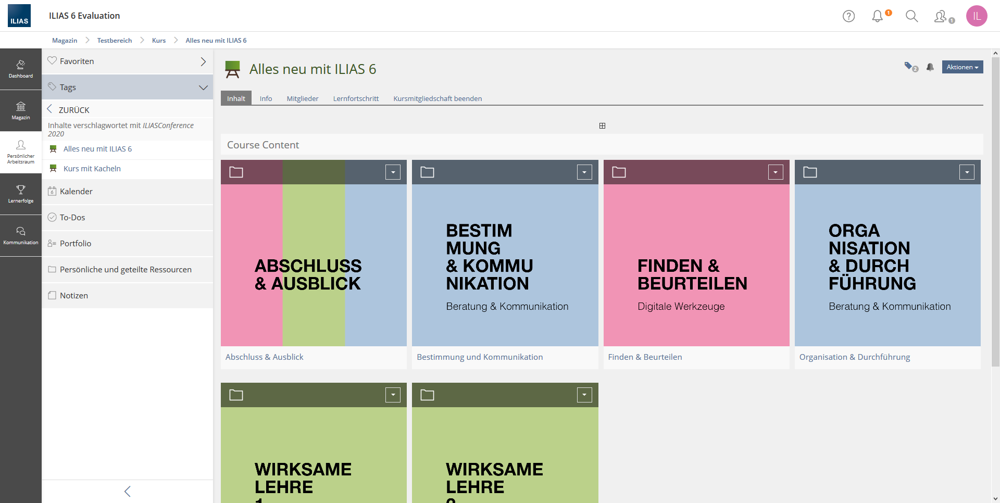 ILIAS
ILIAS 6 Evaluation
1
1
IL
Magazin
Testbereich
Kurs
Alles neu mit ILIAS 6
Dashboard
Magazin
Persönlicher
Arbeitsraum
Lernerfolge
Kommunikation
Favoriten
Tags
ZURÜCK
Inhalte verschlagwortet mit ILIASConference
2020
Alles neu mit ILIAS 6
Kurs mit Kacheln
6
Kalender
To-Dos
Portfolio
Persönliche und geteilte Ressourcen
Notizen
Alles neu mit ILIAS 6
2
Aktionen
Inhalt
Info
Mitglieder
Lernfortschritt
Kursmitgliedschaft beenden
Course Content
ABSCHLUSS
& AUSBLICK
Abschluss & Ausblick
BESTIM
MUNG
& KOMMU
NIKATION
Beratung & Kommunikation
Bestimmung und Kommunikation
FINDEN &
BEURTEILEN
Digitale Werkzeuge
Finden & Beurteilen
ORGA
NISATION
& DURCH
FÜHRUNG
Beratung & Kommunikation
Organisation & Durchführung
WIRKSAME
LEHRE
WIRKSAME
LEHRE